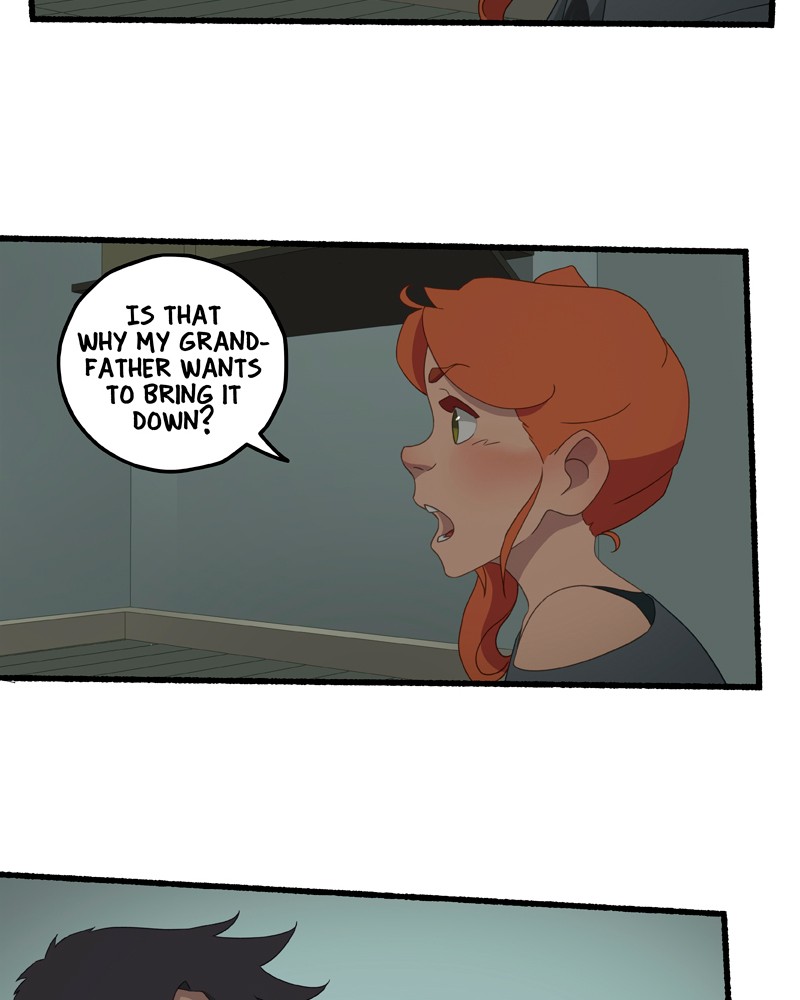 IS THAT
WHY MY GRAND-
FATHER WANTS
TO BRING IT
DOWN?